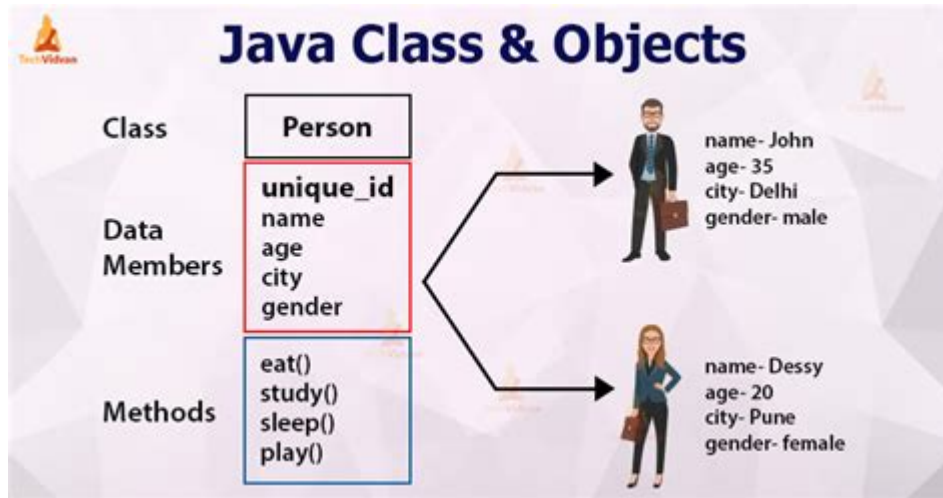 TechVidvan
Java Class & Objects
Class
Person
Data
Members
unique_id
name
age
city
gender
Methods
eat()
study()
sleep()
play()
name- John
age- 35
city- Delhi
gender- male
name- Dessy
age- 20
city- Pune
gender- female